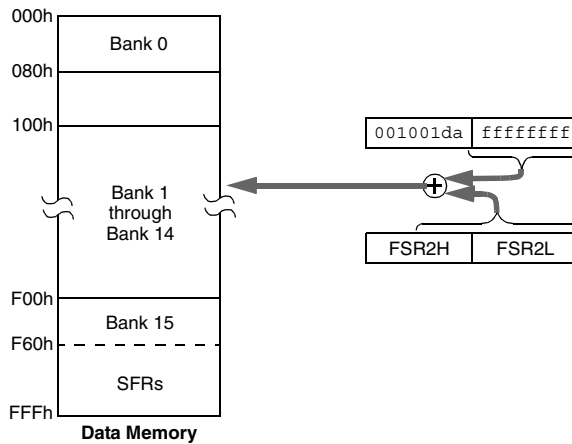 000h
Bank 0
080h
100h
001001da ffffffff
Bank 1
through
Bank 14
FSR2H FSR2L
F00h
Bank 15
F60h
SFRs
FFFh
Data Memory